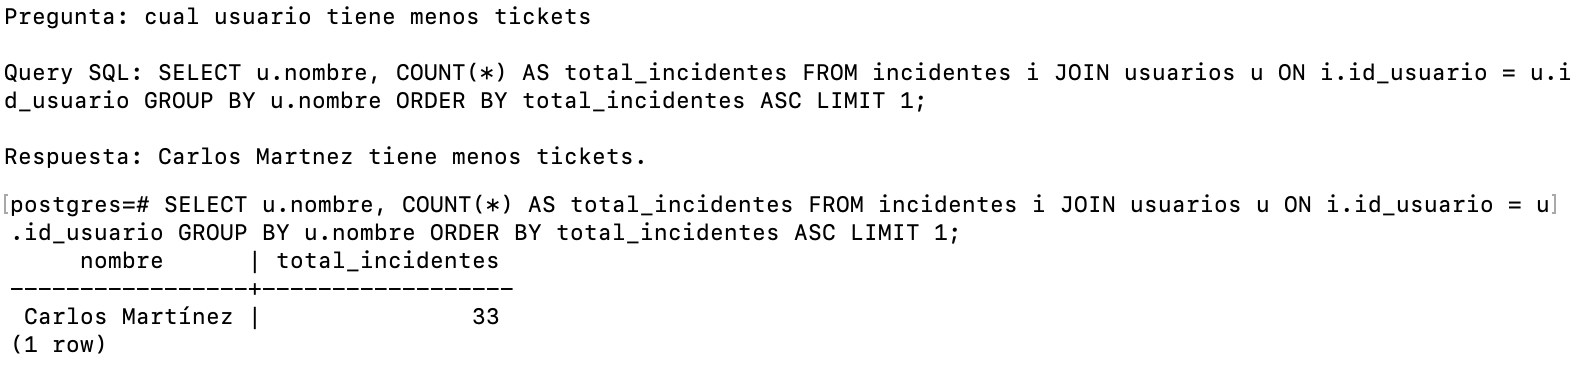 Pregunta: cual usuario tiene menos tickets
Query SQL: SELECT u.nombre, COUNT(*) AS total_incidentes FROM incidentes i JOIN usuarios u ON i.id_usuario = u.i
d_usuario GROUP BY u.nombre ORDER BY total_incidentes ASC LIMIT 1;
Respuesta: Carlos Martnez tiene menos tickets.
[postgres=# SELECT u.nombre, COUNT(*) AS total_incidentes FROM incidentes i JOIN usuarios u ON i.id_usuario = u]
.id_usuario GROUP BY u.nombre ORDER BY total_incidentes ASC LIMIT 1;
     nombre      | total_incidentes
-----------------+------------------
 Carlos Martínez |               33
(1 row)